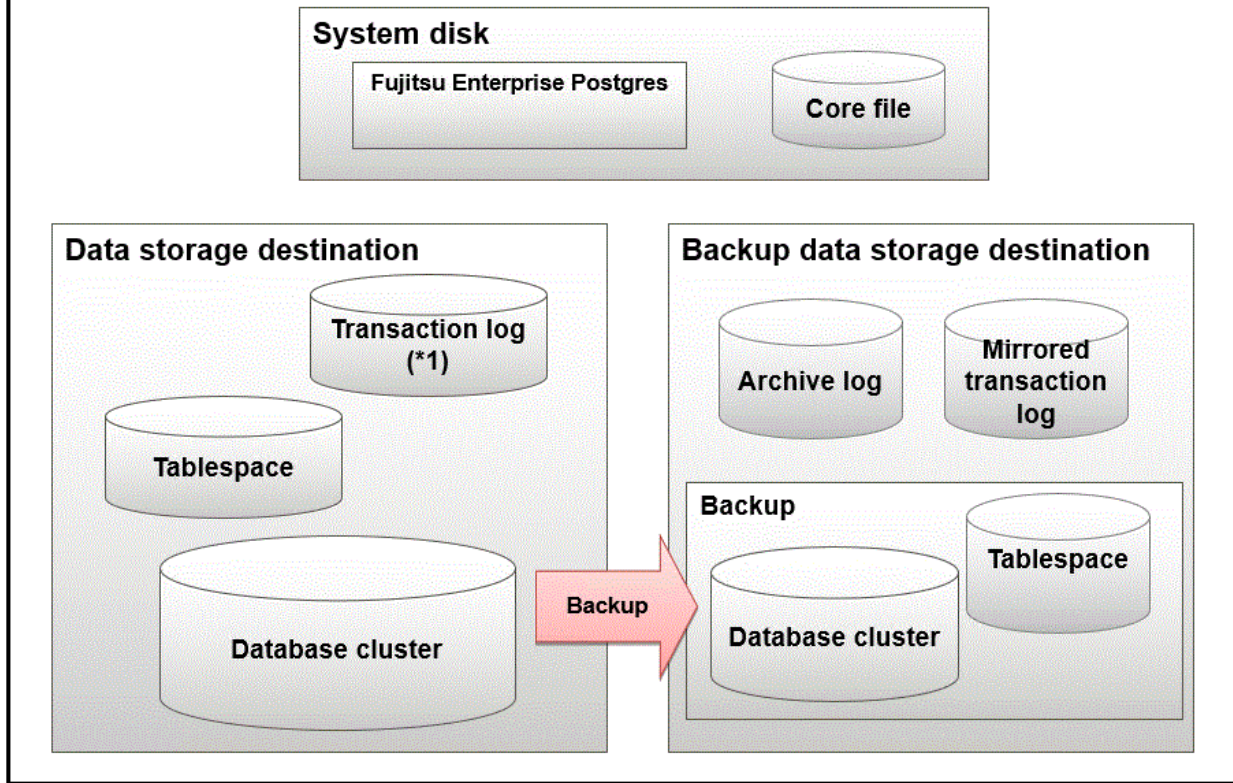 System disk
Fujitsu Enterprise Postgres
Core file
Data storage destination
Transaction log
(*1)
Tablespace
Database cluster
Backup
Backup data storage destination
Archive log
Mirrored
transaction
log
Backup
Tablespace
Database cluster